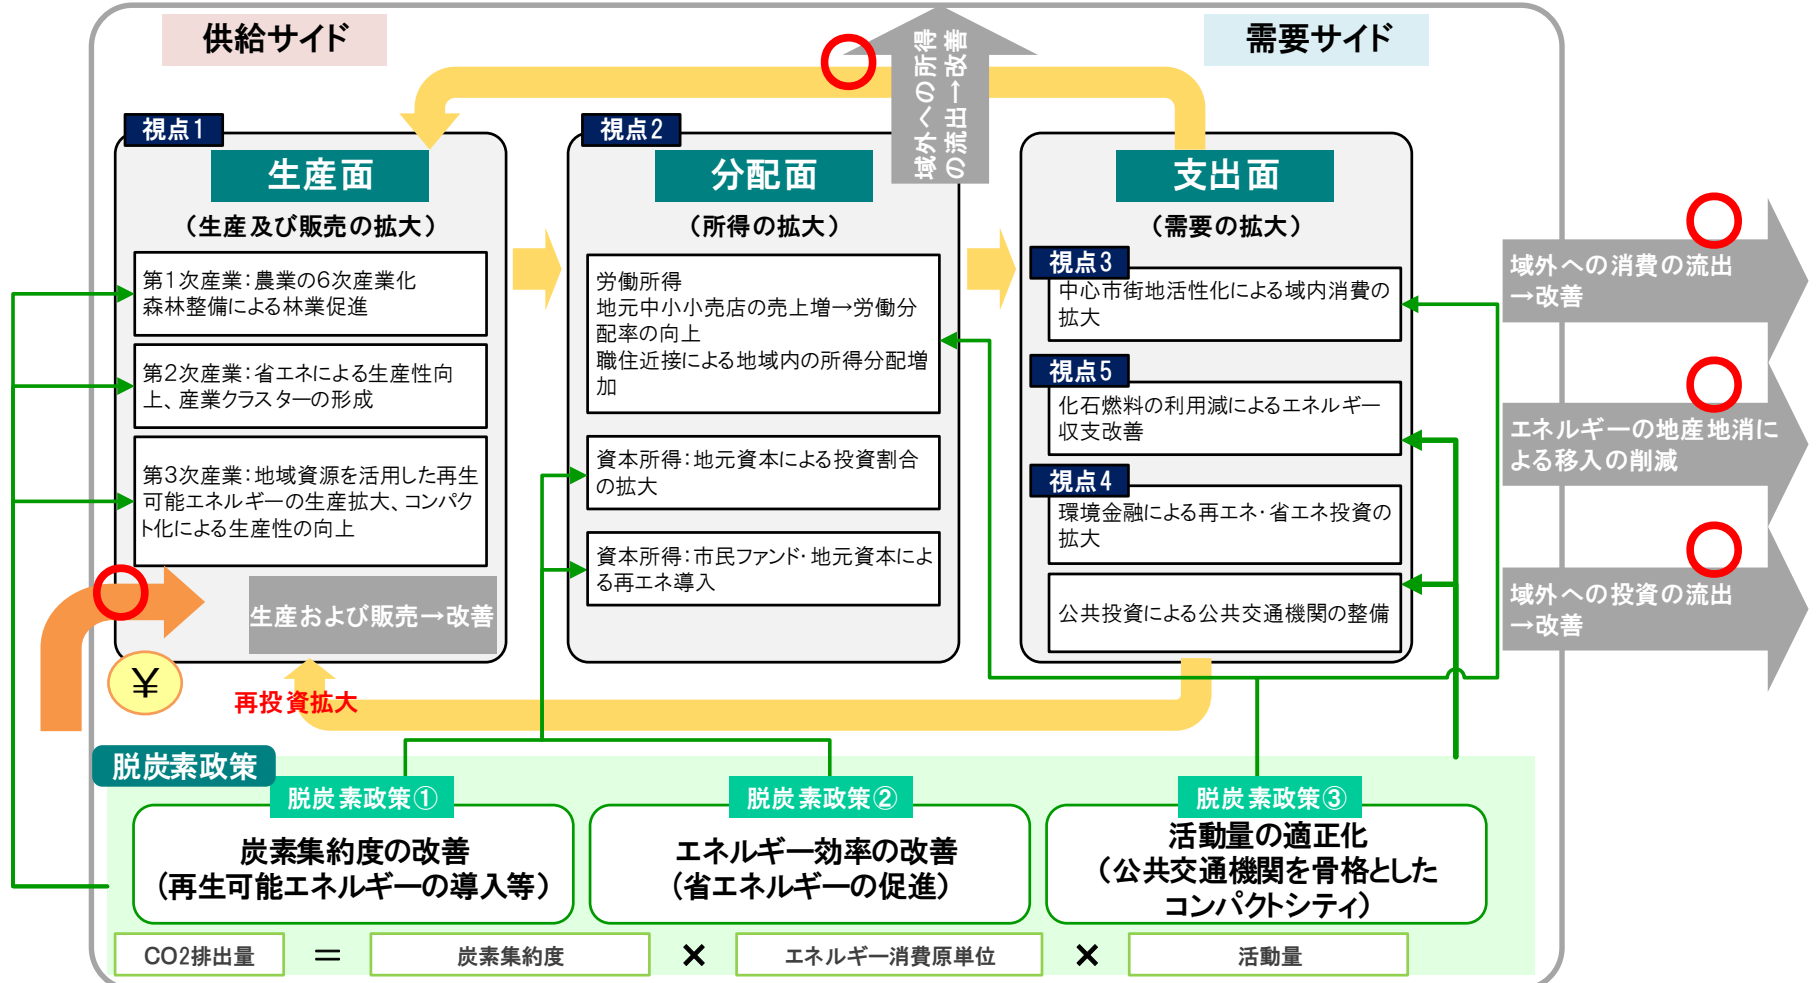 供給サイド
需要サイド
域外への所得
の流出→改善
視点1
生産面
（生産及び販売の拡大）
第1次産業：農業の6次産業化
森林整備による林業促進
第2次産業：省エネによる生産性向
上、産業クラスターの形成
第3次産業：地域資源を活用した再生
可能エネルギーの生産拡大、コンパク
ト化による生産性の向上
生産および販売→改善
¥
再投資拡大
視点2
分配面
（所得の拡大）
労働所得
地元中小小売店の売上増→労働分
配率の向上
職住近接による地域内の所得分配増
加
資本所得：地元資本による投資割合
の拡大
資本所得：市民ファンド・地元資本によ
る再エネ導入
支出面
（需要の拡大）
視点3
中心市街地活性化による域内消費の
拡大
視点5
化石燃料の利用減によるエネルギー
収支改善
視点4
環境金融による再エネ・省エネ投資の
拡大
公共投資による公共交通機関の整備
域外への消費の流出
→改善
エネルギーの地産地消に
よる移入の削減
域外への投資の流出
→改善
脱炭素政策
脱炭素政策①
炭素集約度の改善
（再生可能エネルギーの導入等）
脱炭素政策②
エネルギー効率の改善
（省エネルギーの促進）
脱炭素政策③
活動量の適正化
（公共交通機関を骨格とした
コンパクトシティ）
CO2排出量 ＝ 炭素集約度 × エネルギー消費原単位 × 活動量